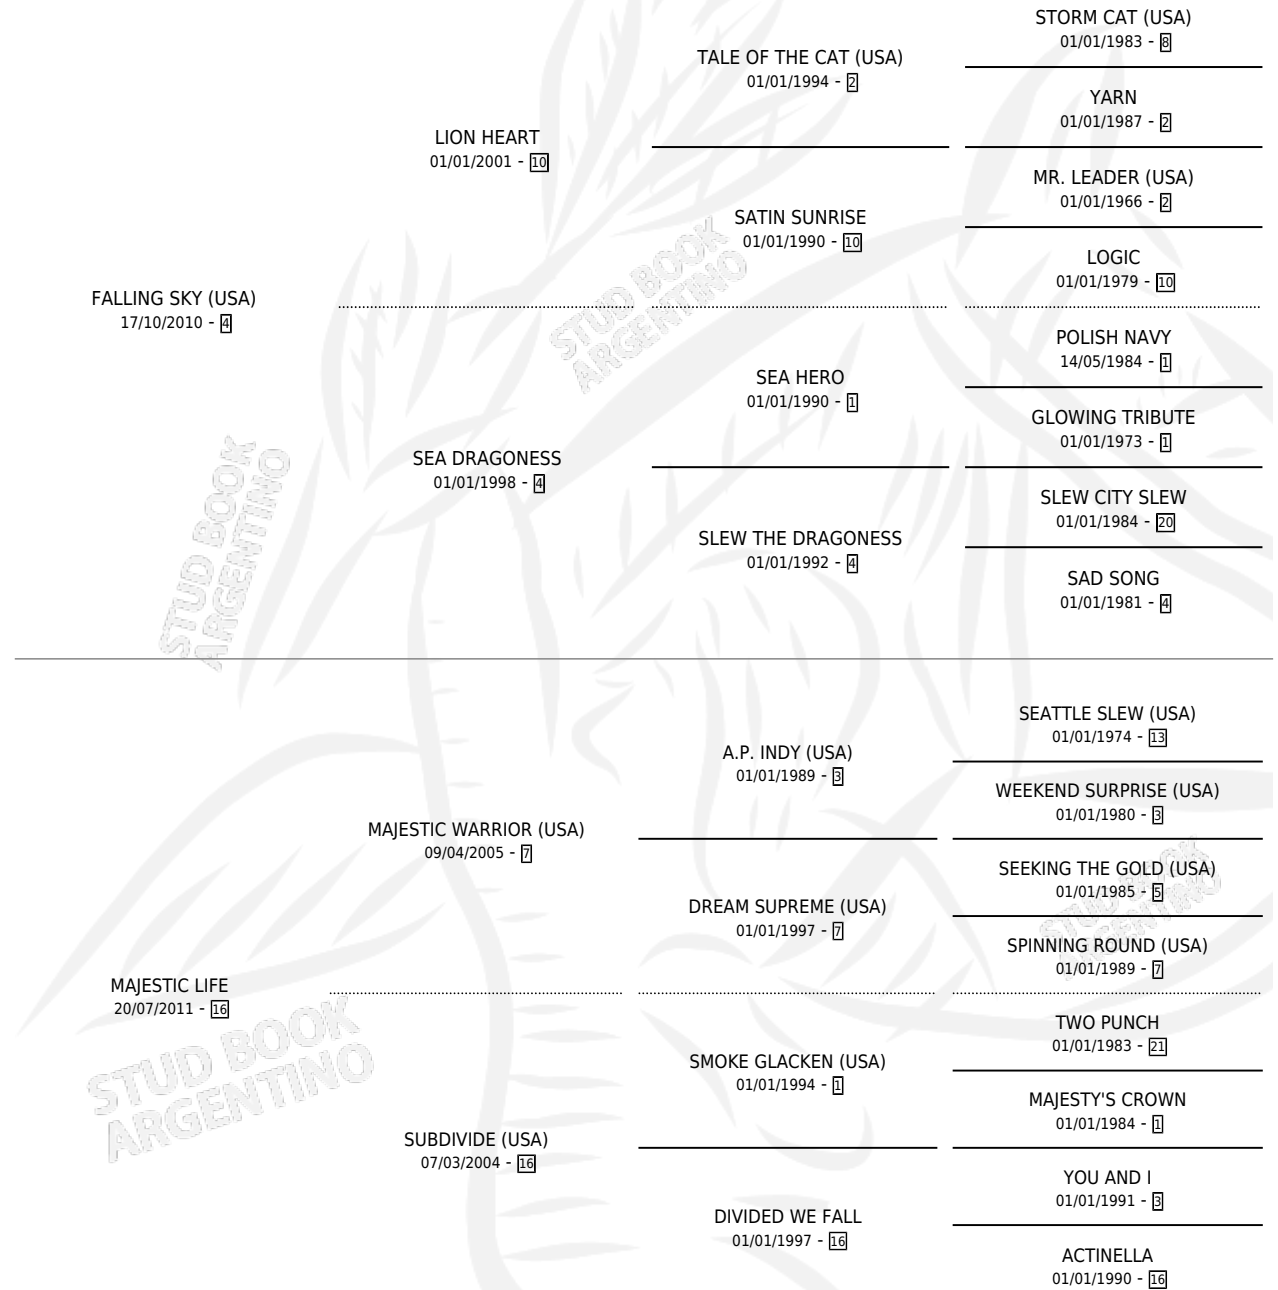 STORM CAT (USA)
01/01/1983 - 8
TALE OF THE CAT (USA)
01/01/1994 - 2
YARN
01/01/1987 - 2
LION HEART
01/01/2001 - 10
MR. LEADER (USA)
01/01/1966 - 2
SATIN SUNRISE
01/01/1990 - 10
LOGIC
01/01/1979 - 10
FALLING SKY (USA)
17/10/2010 - 4
STUD BOOK
ARGENTINO
POLISH NAVY
14/05/1984 - 1
SEA HERO
01/01/1990 - 1
GLOWING TRIBUTE
01/01/1973 - 1
SEA DRAGONESS
01/01/1998 - 4
SLEW CITY SLEW
01/01/1984 - 20
SLEW THE DRAGONESS
01/01/1992 - 4
SAD SONG
01/01/1981 - 4
STUD BOOK
ARGENTINO
SEATTLE SLEW (USA)
01/01/1974 - 13
A.P. INDY (USA)
01/01/1989 - 3
WEEKEND SURPRISE (USA)
01/01/1980 - 3
MAJESTIC WARRIOR (USA)
09/04/2005 - 7
SEEKING THE GOLD (USA)
01/01/1985 - 5
DREAM SUPREME (USA)
01/01/1997 - 7
STUD BOOK
ARGENTINO
SPINNING ROUND (USA)
01/01/1989 - 7
MAJESTIC LIFE
20/07/2011 - 16
TWO PUNCH
01/01/1983 - 21
SMOKE GLACKEN (USA)
01/01/1994 - 1
MAJESTY'S CROWN
01/01/1984 - 1
STUD BOOK
ARGENTINO
SUBDIVIDE (USA)
07/03/2004 - 16
YOU AND I
01/01/1991 - 3
DIVIDED WE FALL
01/01/1997 - 16
ACTINELLA
01/01/1990 - 16